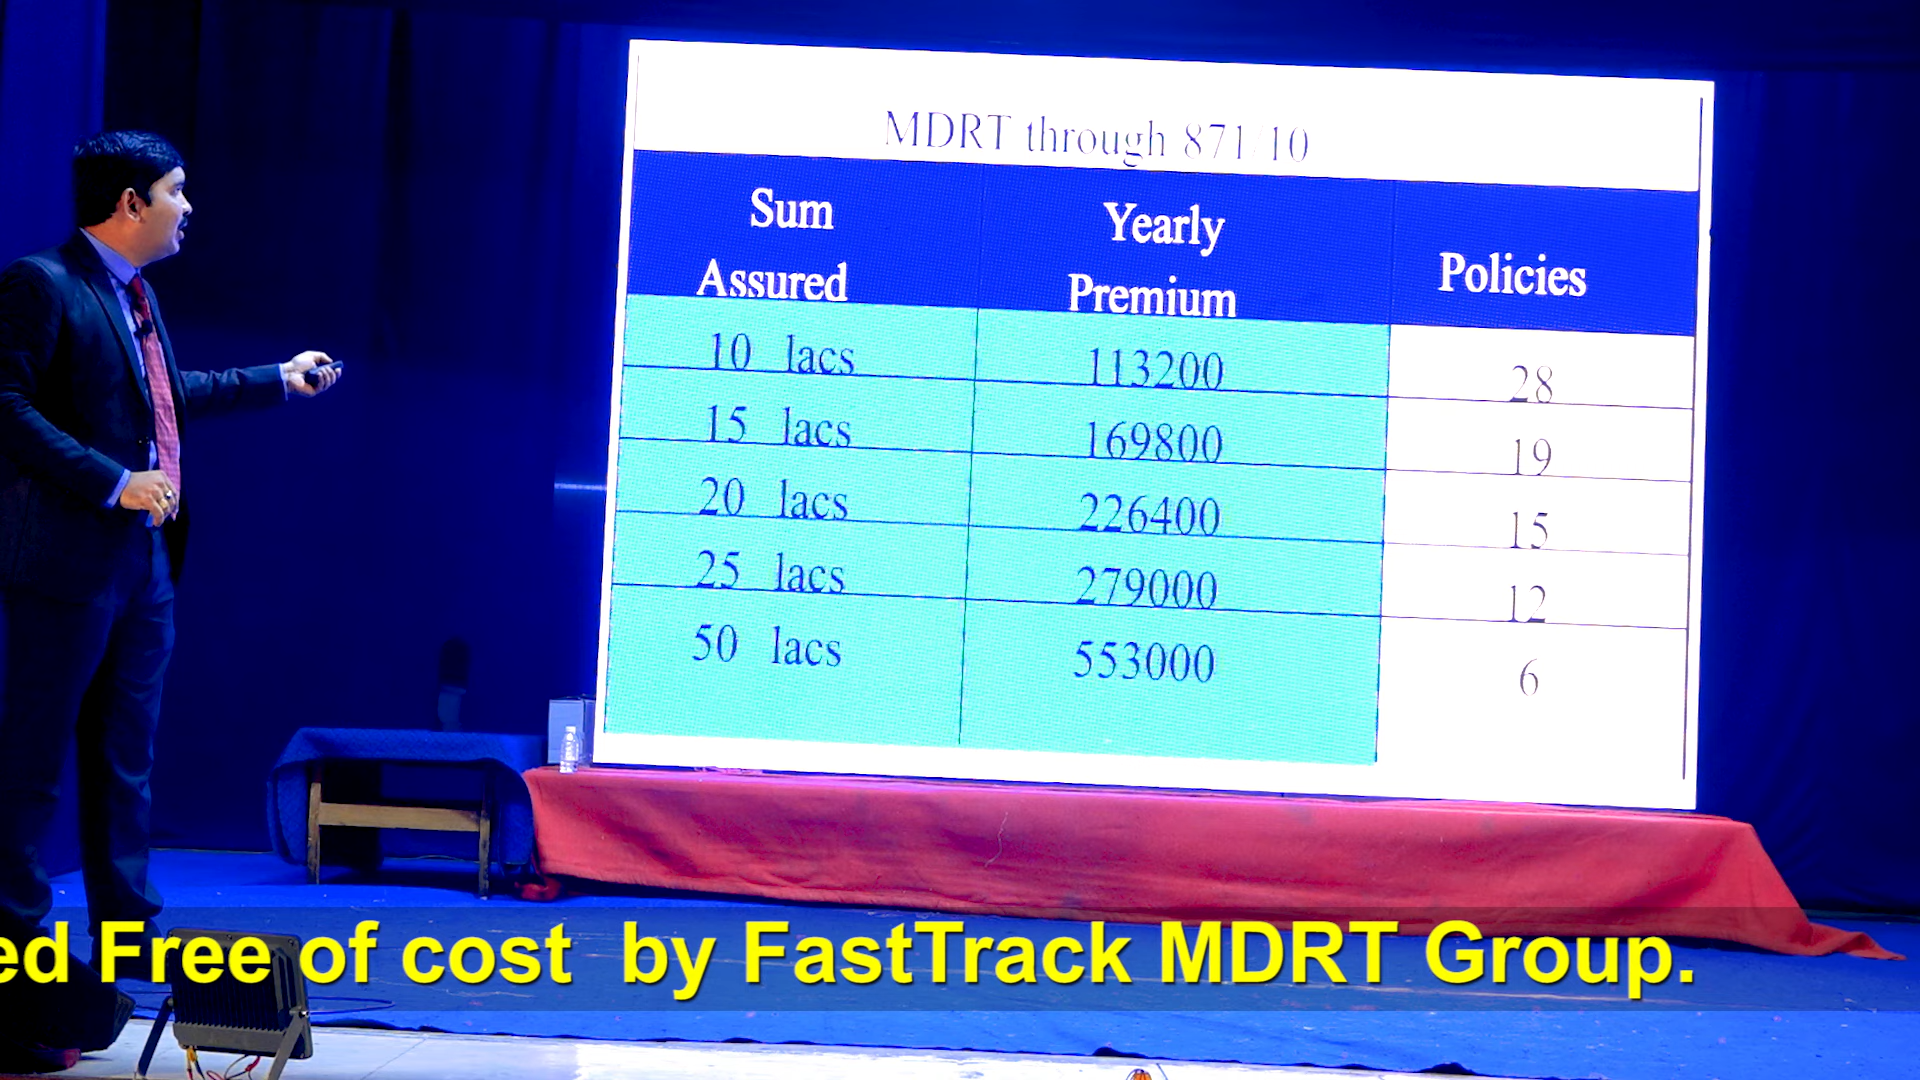 MDRT through 871/10
Sum Assured Yearly Premium Policies
10 lacs 113200 28
15 lacs 169800 19
20 lacs 226400 15
25 lacs 279000 12
50 lacs 553000 6
ed Free of cost by FastTrack MDRT Group.